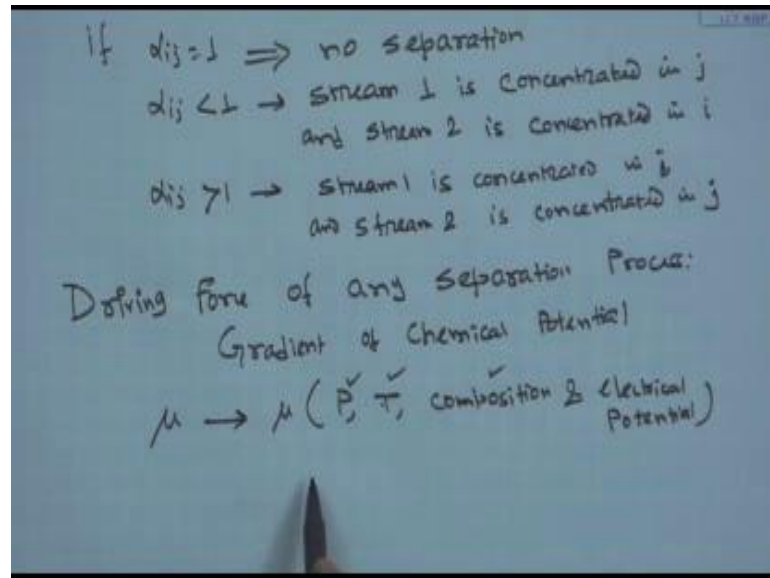 if αij = 1 ⇒ no separation
αij < 1 → stream 1 is concentrated in j
and stream 2 is concentrated in i
αij > 1 → stream 1 is concentrated in i
and stream 2 is concentrated in j
Driving force of any separation Process:
Gradient of Chemical Potential
μ → μ ( P, T, composition & Electrical
Potential )